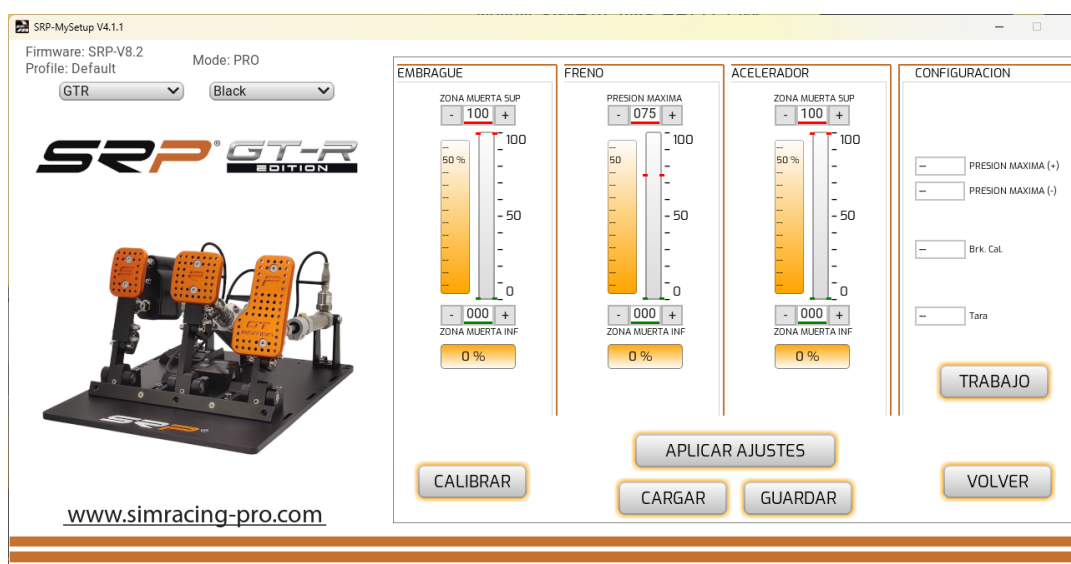 SRP-MySetup V4.1.1
Firmware: SRP-V8.2
Profile: Default
Mode: PRO
GTR
Black
SRP® GT-R
EDITION
www.simracing-pro.com
EMBRAGUE
ZONA MUERTA SUP
- 100 +
50 %
100
50
0
- 000 +
ZONA MUERTA INF
0 %
FRENO
PRESION MAXIMA
- 075 +
50
100
50
0
- 000 +
ZONA MUERTA INF
0 %
ACELERADOR
ZONA MUERTA SUP
- 100 +
50 %
100
50
0
- 000 +
ZONA MUERTA INF
0 %
CONFIGURACION
-- PRESION MAXIMA (+)
-- PRESION MAXIMA (-)
-- Brk. Cal.
-- Tara
TRABAJO
APLICAR AJUSTES
CALIBRAR
CARGAR
GUARDAR
VOLVER
SRP®